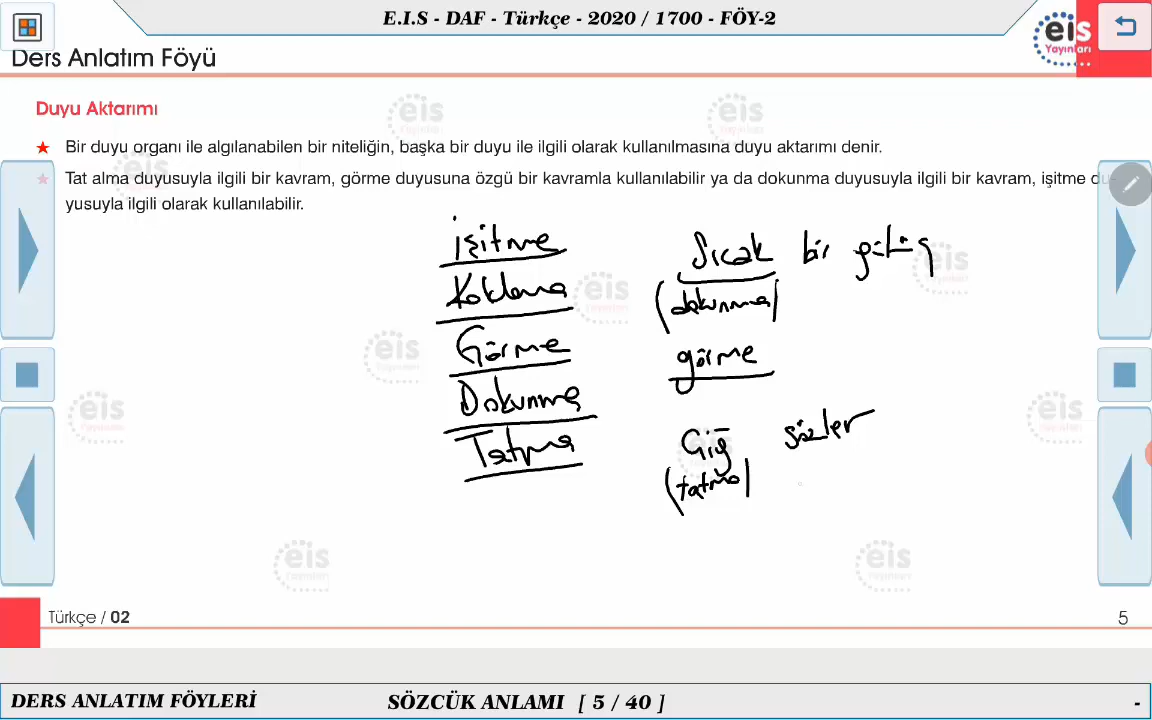 E.I.S - DAF - Türkçe - 2020 / 1700 - FÖY-2
Ders Anlatım Föyü
eis
Yayınları
Duyu Aktarımı
Bir duyu organı ile algılanabilen bir niteliğin, başka bir duyu ile ilgili olarak kullanılmasına duyu aktarımı denir.
Tat alma duyusuyla ilgili bir kavram, görme duyusuna özgü bir kavramla kullanılabilir ya da dokunma duyusuyla ilgili bir kavram, işitme du-
yusuyla ilgili olarak kullanılabilir.
işitme
Koklama
Görme
Dokunma
Tatma
Sıcak bir gülüş
(dokunma)
görme
Çiğ sözler
(tatma)
Türkçe / 02
5
DERS ANLATIM FÖYLERİ
SÖZCÜK ANLAMI [ 5 / 40 ]
-